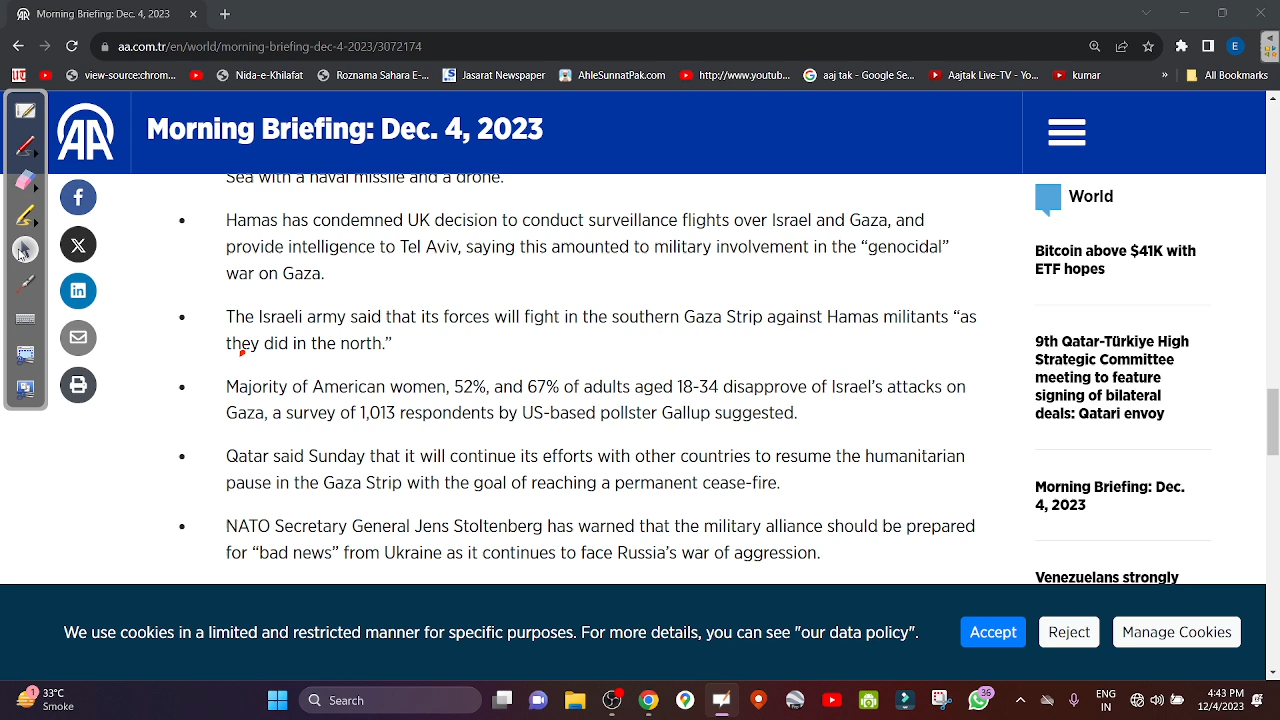 Morning Briefing: Dec. 4, 2023
aa.com.tr/en/world/morning-briefing-dec-4-2023/3072174
E
view-sourcechrom...
Nida-e-Khilafat
Rozanama Sahara E-...
Jasarat Newspaper
AhleSunnatPak.com
http\www.youtub...
aaj tak - Google Se...
Aajtak Live-TV - Yo...
kumar
»
All Bookmarks
AA
Morning Briefing: Dec. 4, 2023
Sea with a naval missile and a drone.
• Hamas has condemned UK decision to conduct surveillance flights over Israel and Gaza, and
provide intelligence to Tel Aviv, saying this amounted to military involvement in the “genocidal”
war on Gaza.
• The Israeli army said that its forces will fight in the southern Gaza Strip against Hamas militants “as
they did in the north.”
• Majority of American women, 52%, and 67% of adults aged 18-34 disapprove of Israel’s attacks on
Gaza, a survey of 1,013 respondents by US-based pollster Gallup suggested.
• Qatar said Sunday that it will continue its efforts with other countries to resume the humanitarian
pause in the Gaza Strip with the goal of reaching a permanent cease-fire.
• NATO Secretary General Jens Stoltenberg has warned that the military alliance should be prepared
for “bad news” from Ukraine as it continues to face Russia’s war of aggression.
World
Bitcoin above $41K with
ETF hopes
9th Qatar-Türkiye High
Strategic Committee
meeting to feature
signing of bilateral
deals: Qatari envoy
Morning Briefing: Dec.
4, 2023
Venezuelans strongly
We use cookies in a limited and restricted manner for specific purposes. For more details, you can see "our data policy".
Accept
Reject
Manage Cookies
1
33°C
Smoke
Search
36
ENG
IN
4:43 PM
12/4/2023